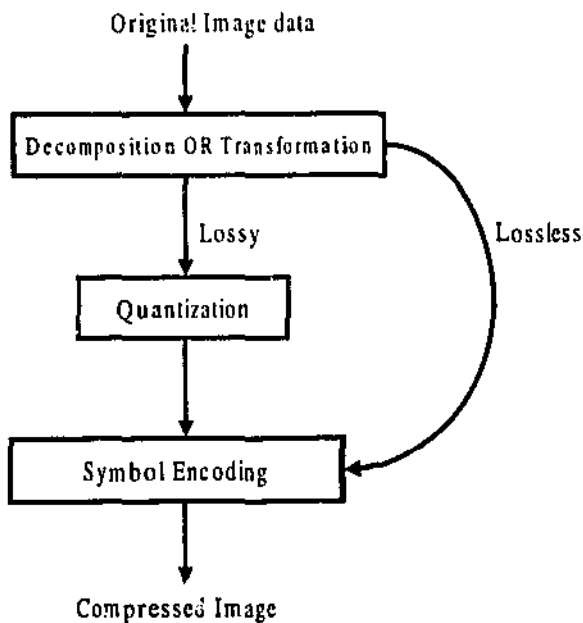 Original Image data
Decomposition OR Transformation
Lossy
Lossless
Quantization
Symbol Encoding
Compressed Image